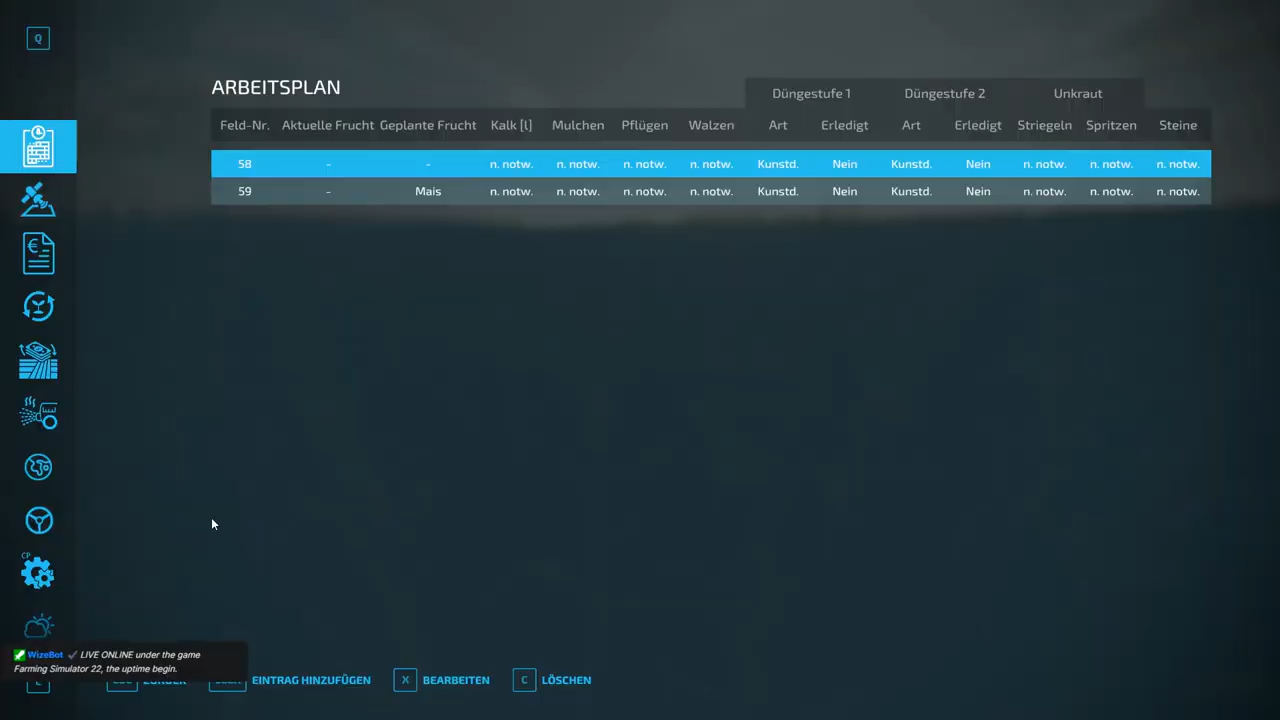 Q
ARBEITSPLAN
Düngestufe 1 Düngestufe 2 Unkraut
Feld-Nr. Aktuelle Frucht Geplante Frucht Kalk [l] Mulchen Pflügen Walzen Art Erledigt Art Erledigt Striegeln Spritzen Steine
58 - - n. notw. n. notw. n. notw. n. notw. Kunstd. Nein Kunstd. Nein n. notw. n. notw. n. notw.
59 - Mais n. notw. n. notw. n. notw. n. notw. Kunstd. Nein Kunstd. Nein n. notw. n. notw. n. notw.
CP
WizeBot ✓ LIVE ONLINE under the game
Farming Simulator 22, the uptime begin.
EINTRAG HINZUFÜGEN X BEARBEITEN C LÖSCHEN